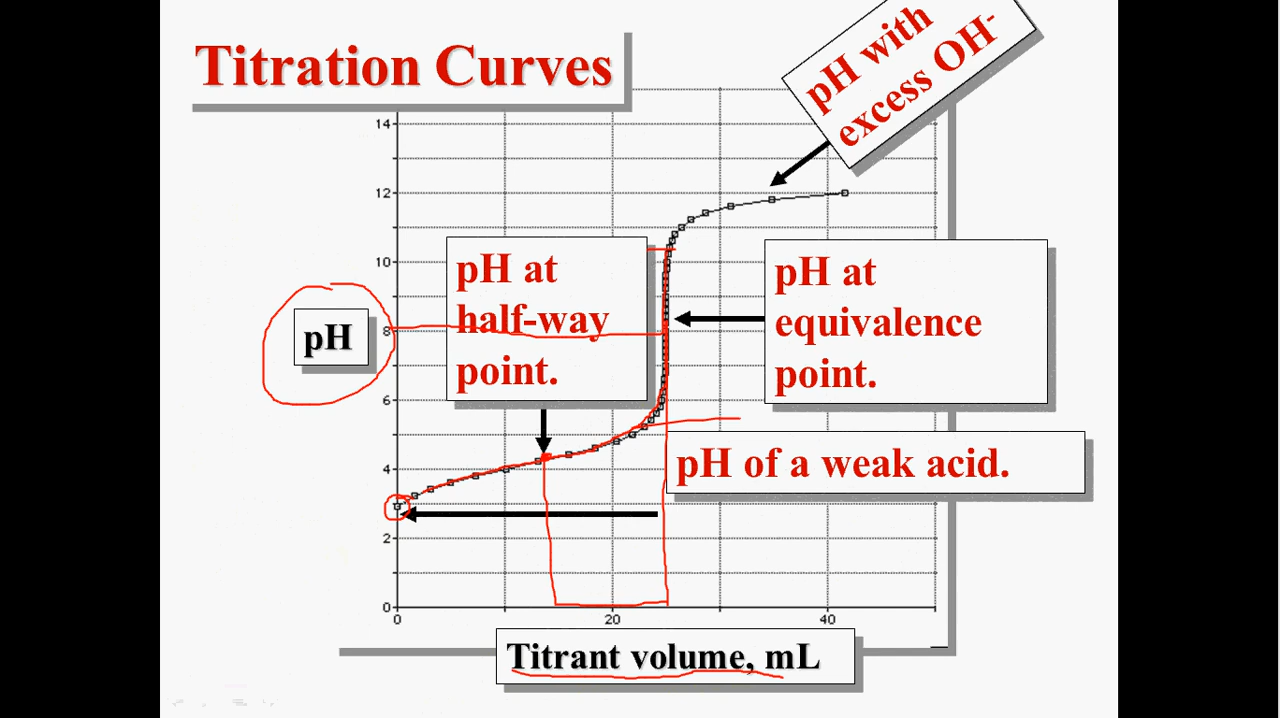 Titration Curves
pH with
excess OH-
14
12
10
8
6
4
2
0
pH
pH at
half-way
point.
pH at
equivalence
point.
pH of a weak acid.
0
20
40
Titrant volume, mL